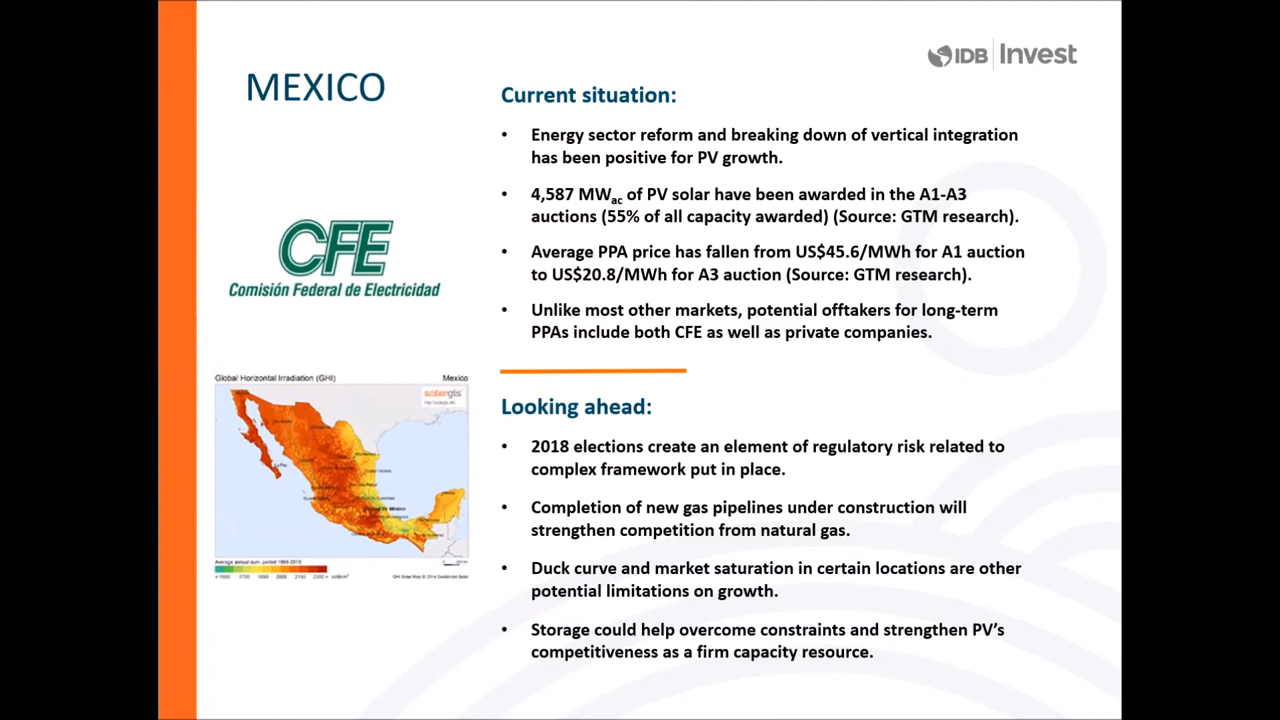 IDB Invest
MEXICO
Current situation:
• Energy sector reform and breaking down of vertical integration
has been positive for PV growth.
• 4,587 MWac of PV solar have been awarded in the A1-A3
auctions (55% of all capacity awarded) (Source: GTM research).
• Average PPA price has fallen from US$45.6/MWh for A1 auction
to US$20.8/MWh for A3 auction (Source: GTM research).
• Unlike most other markets, potential offtakers for long-term
PPAs include both CFE as well as private companies.
CFE
Comisión Federal de Electricidad
Global Horizontal Irradiation (GHI) Mexico
solargis
Average annual sum, period 1999-2013
Looking ahead:
• 2018 elections create an element of regulatory risk related to
complex framework put in place.
• Completion of new gas pipelines under construction will
strengthen competition from natural gas.
• Duck curve and market saturation in certain locations are other
potential limitations on growth.
• Storage could help overcome constraints and strengthen PV's
competitiveness as a firm capacity resource.